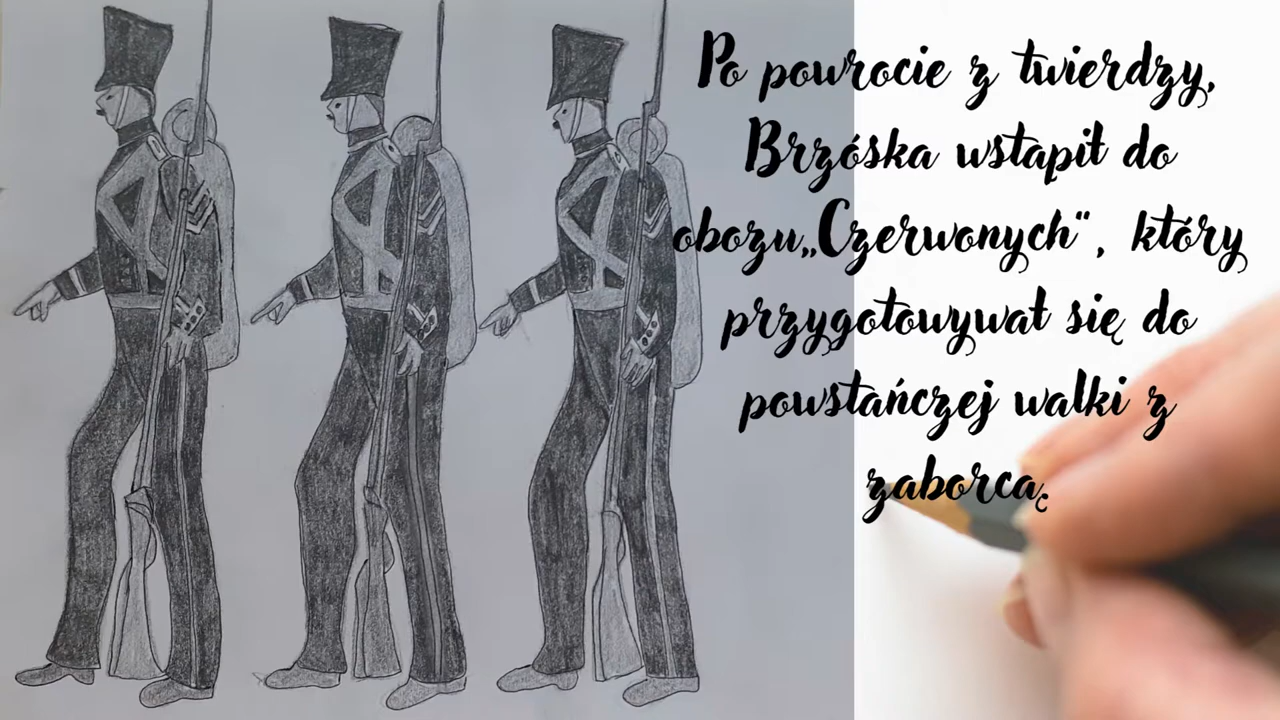 Po powrocie z twierdzy,
Brzóska wstąpił do
obozu„Czerwonych“, który
przygotowywał się do
powstańczej walki z
zaborcą.